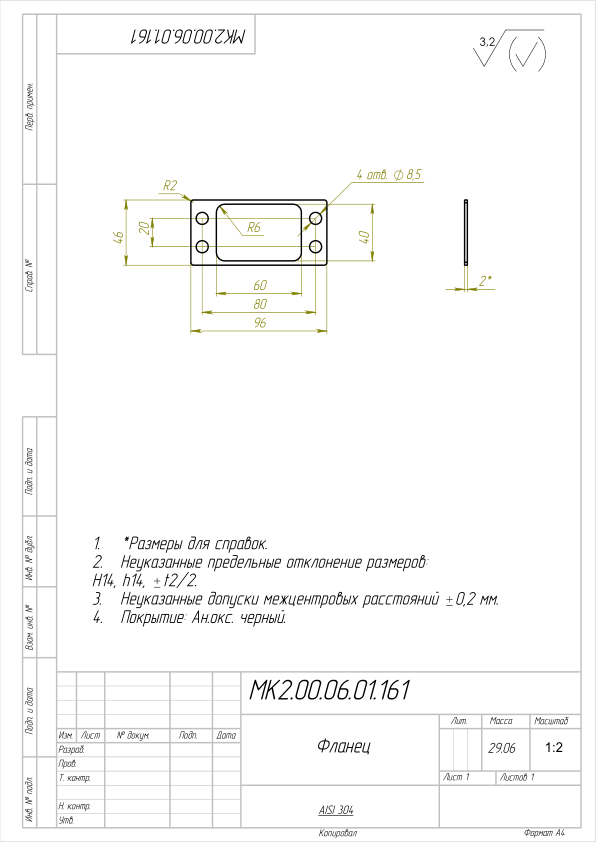 МК2.00.06.01.161
3,2
Перв. примен.
Справ. №
Подп. и дата
Инв. № дубл.
Взам. инв. №
Подп. и дата
Инв. № подл.
R2
4 отв. ∅ 8,5
46
20
R6
40
60
80
96
2*
1. *Размеры для справок.
2. Неуказанные предельные отклонение размеров:
H14, h14, ±t2/2.
3. Неуказанные допуски межцентровых расстояний ±0,2 мм.
4. Покрытие: Ан.окс. черный.
МК2.00.06.01.161
Изм. Лист № докум. Подп. Дата
Разраб.
Пров.
Т. контр.
Н. контр.
Утв.
Фланец
Лит. Масса Масштаб
29.06 1:2
Лист 1 Листов 1
AISI 304
Копировал Формат А4